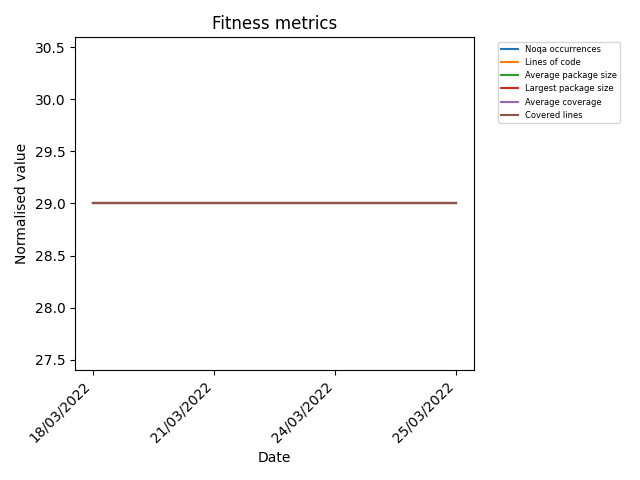 Fitness metrics
Normalised value
30.5
30.0
29.5
29.0
28.5
28.0
27.5
18/03/2022
21/03/2022
24/03/2022
25/03/2022
Date
Noqa occurrences
Lines of code
Average package size
Largest package size
Average coverage
Covered lines